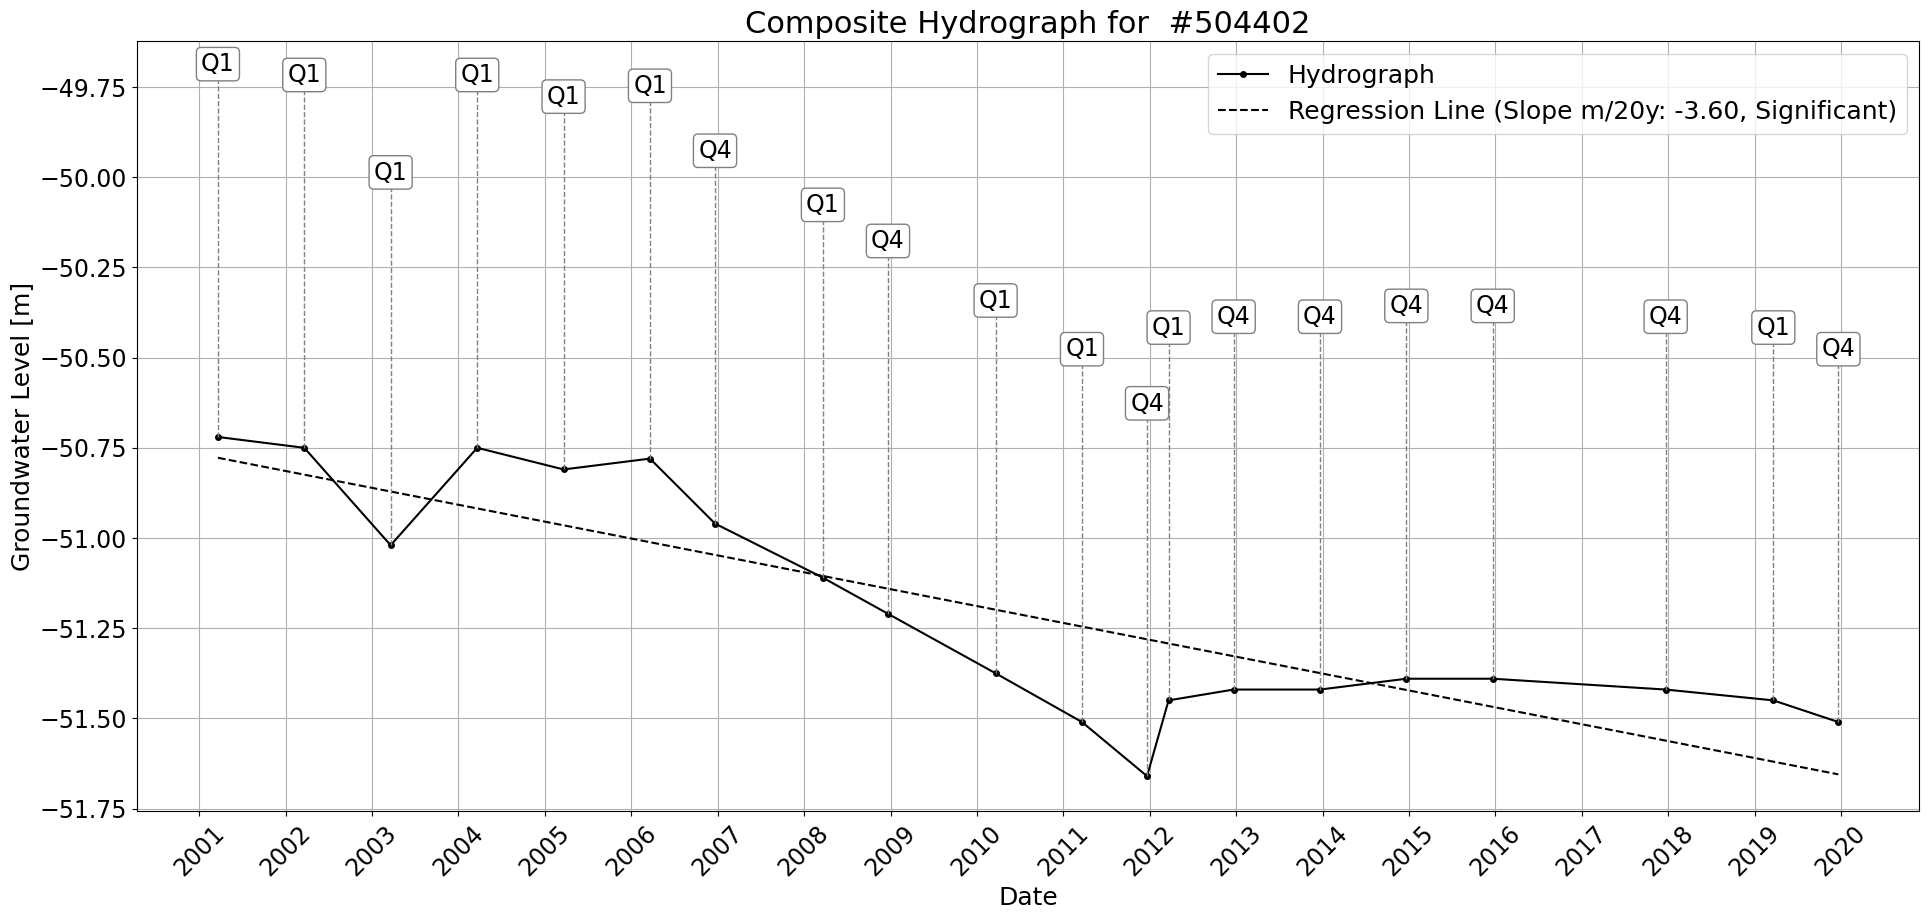 Composite Hydrograph for  #504402
Hydrograph
Regression Line (Slope m/20y: -3.60, Significant)
Q1
Q1
Q1
Q1
Q1
Q1
Q4
Q1
Q4
Q1
Q1
Q4
Q1
Q4
Q4
Q4
Q4
Q4
Q1
Q4
Groundwater Level [m]
−49.75
−50.00
−50.25
−50.50
−50.75
−51.00
−51.25
−51.50
−51.75
2001
2002
2003
2004
2005
2006
2007
2008
2009
2010
2011
2012
2013
2014
2015
2016
2017
2018
2019
2020
Date